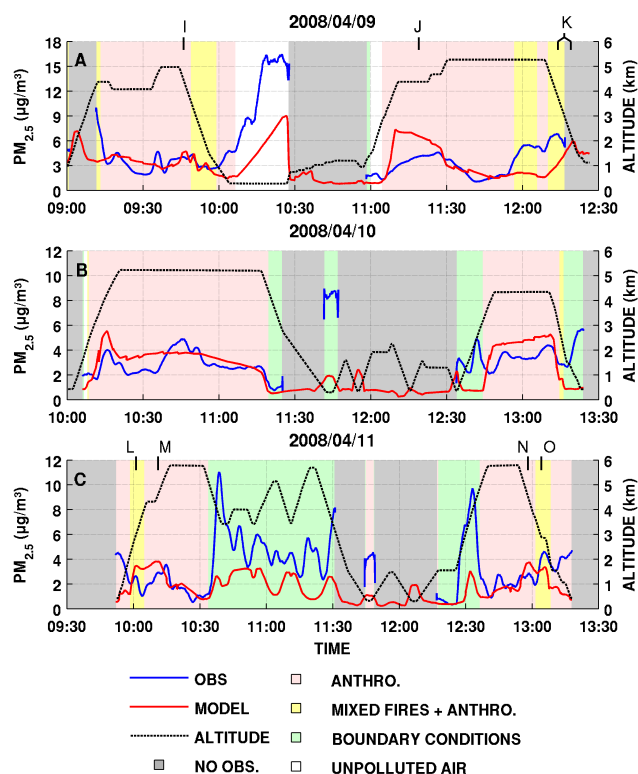 2008/04/09
I J K
A
PM2.5 (µg/m³)
18
15
12
9
6
3
0
6
5
4
3
2
1
0
ALTITUDE (km)
09:00 09:30 10:00 10:30 11:00 11:30 12:00 12:30
2008/04/10
B
PM2.5 (µg/m³)
12
10
8
6
4
2
0
6
5
4
3
2
1
0
ALTITUDE (km)
10:00 10:30 11:00 11:30 12:00 12:30 13:00 13:30
2008/04/11
L M N O
C
PM2.5 (µg/m³)
12
10
8
6
4
2
0
6
5
4
3
2
1
0
ALTITUDE (km)
09:30 10:00 10:30 11:00 11:30 12:00 12:30 13:00 13:30
TIME
OBS ANTHRO.
MODEL MIXED FIRES + ANTHRO.
ALTITUDE BOUNDARY CONDITIONS
NO OBS. UNPOLLUTED AIR